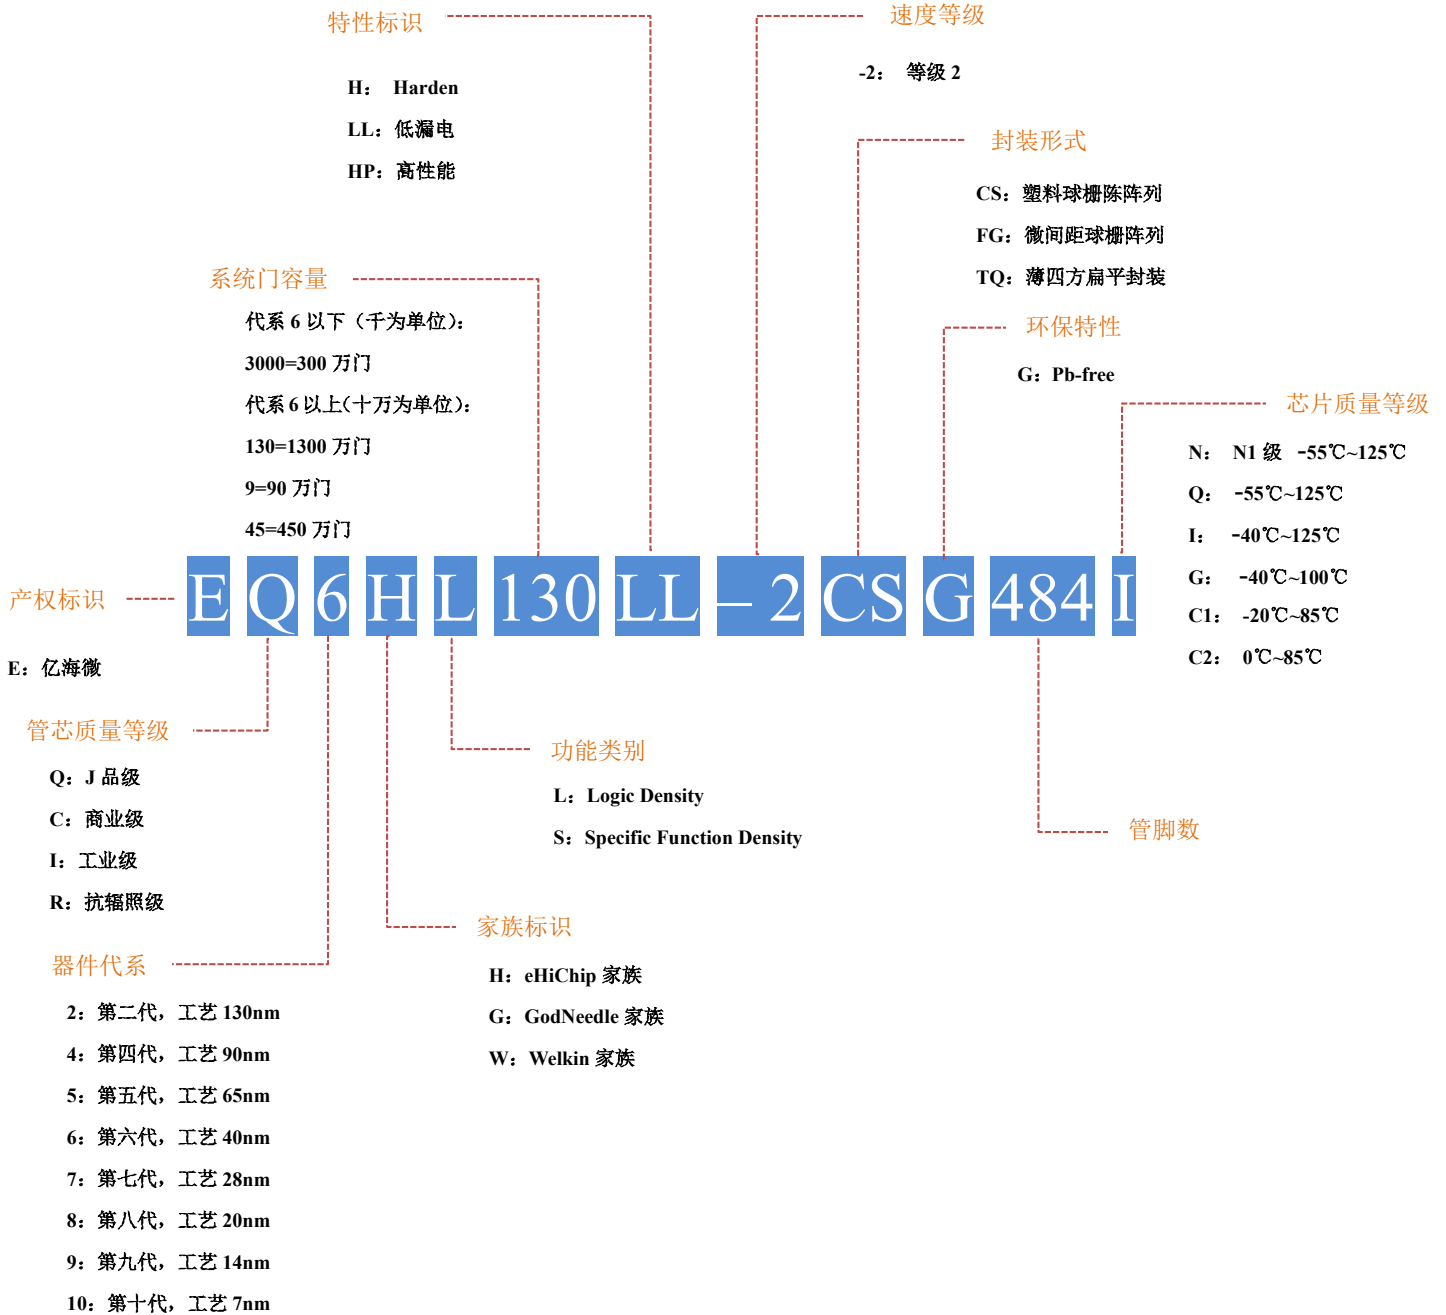 特性标识
H： Harden
LL：低漏电
HP：高性能
速度等级
-2： 等级 2
封装形式
CS：塑料球栅陈阵列
FG：微间距球栅阵列
TQ：薄四方扁平封装
系统门容量
代系 6 以下（千为单位）：
3000=300 万门
代系 6 以上（十万为单位）：
130=1300 万门
9=90 万门
45=450 万门
环保特性
G：Pb-free
芯片质量等级
N： N1 级 -55℃~125℃
Q： -55℃~125℃
I： -40℃~125℃
G： -40℃~100℃
C1： -20℃~85℃
C2： 0℃~85℃
E Q 6 H L 130 LL – 2 CS G 484 I
产权标识
E：亿海微
管芯质量等级
Q：J 品级
C：商业级
I：工业级
R：抗辐照级
功能类别
L：Logic Density
S：Specific Function Density
管脚数
家族标识
H：eHiChip 家族
G：GodNeedle 家族
W：Welkin 家族
器件代系
2：第二代，工艺 130nm
4：第四代，工艺 90nm
5：第五代，工艺 65nm
6：第六代，工艺 40nm
7：第七代，工艺 28nm
8：第八代，工艺 20nm
9：第九代，工艺 14nm
10：第十代，工艺 7nm